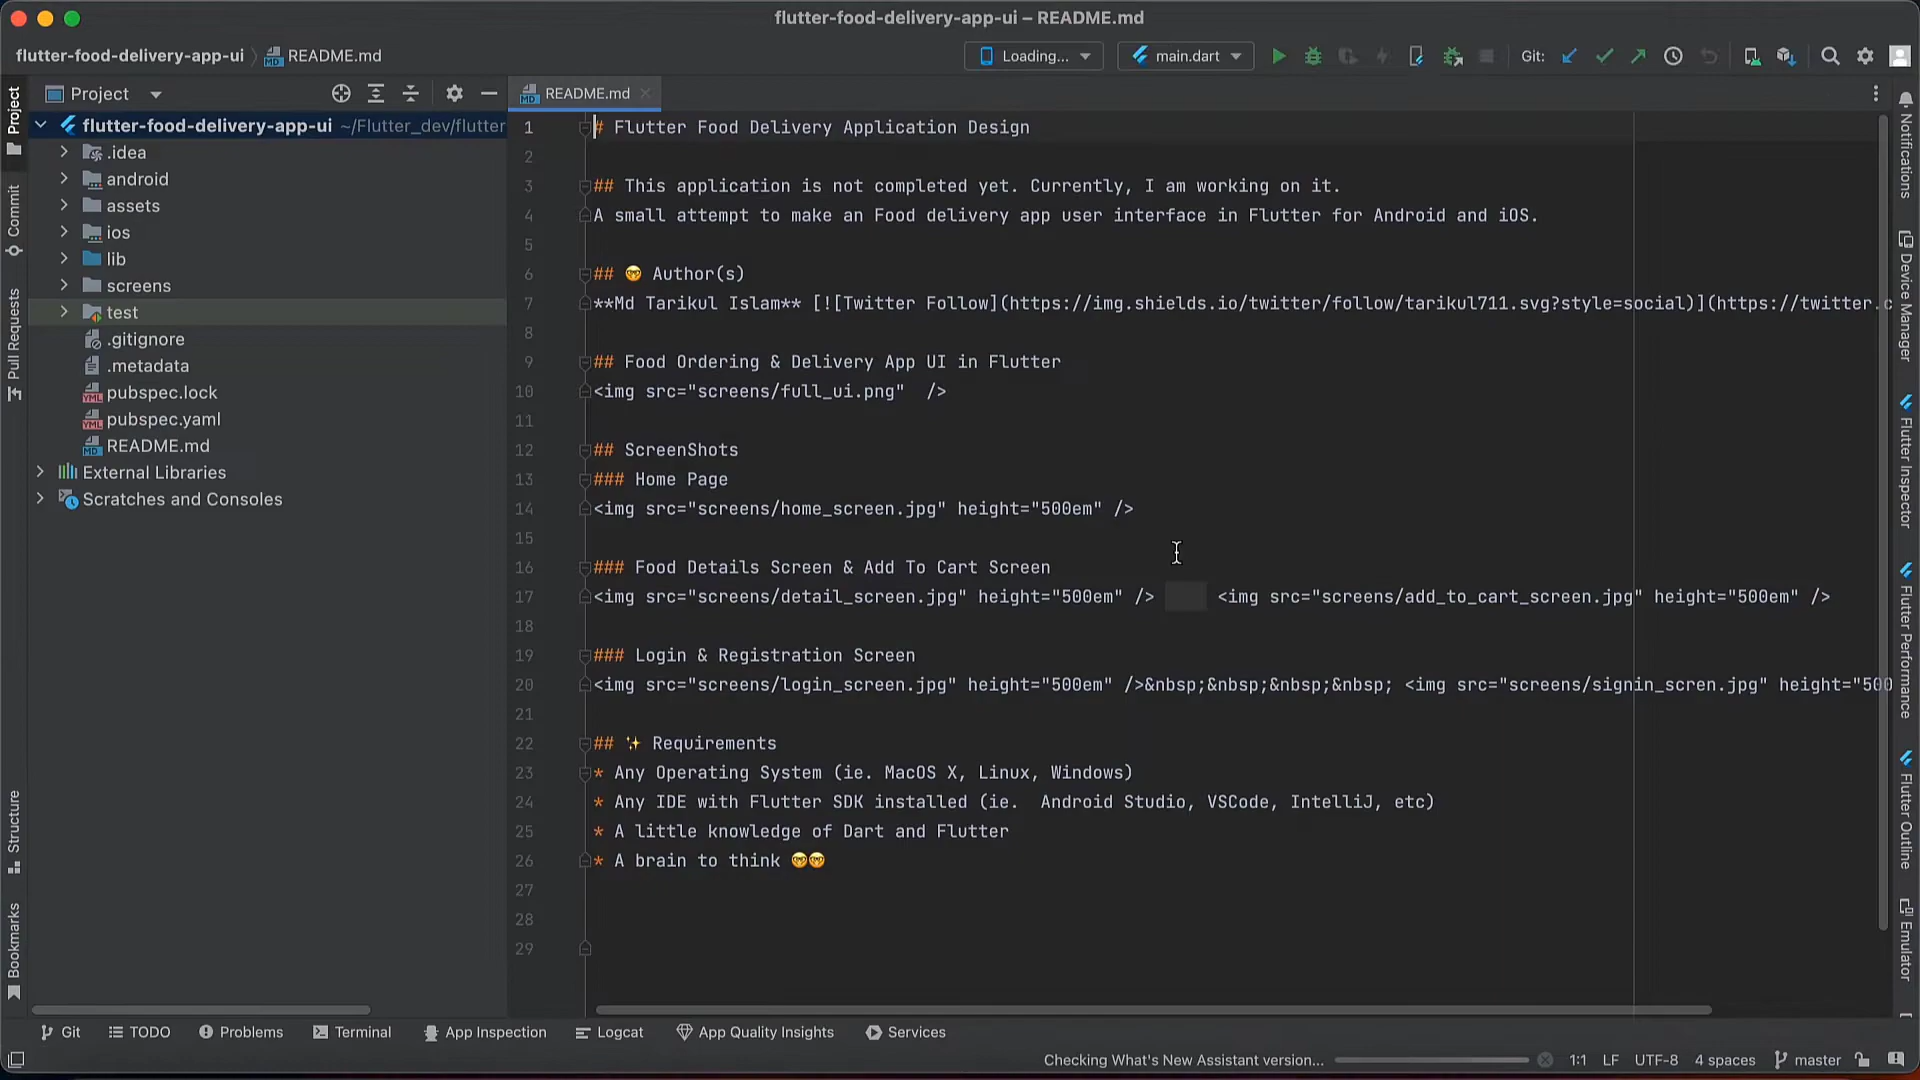 flutter-food-delivery-app-ui – README.md
flutter-food-delivery-app-ui
README.md
Loading...
main.dart
Git:
Project
README.md
flutter-food-delivery-app-ui ~/Flutter_dev/flutter
.idea
android
assets
ios
lib
screens
test
.gitignore
.metadata
pubspec.lock
pubspec.yaml
README.md
External Libraries
Scratches and Consoles
Project
Commit
Pull Requests
Structure
Bookmarks
1 # Flutter Food Delivery Application Design
2
3 ## This application is not completed yet. Currently, I am working on it.
4 A small attempt to make an Food delivery app user interface in Flutter for Android and iOS.
5
6 ## 🤓 Author(s)
7 **Md Tarikul Islam** [![Twitter Follow](https://img.shields.io/twitter/follow/tarikul711.svg?style=social)](https://twitter.c
8
9 ## Food Ordering & Delivery App UI in Flutter
10 <img src="screens/full_ui.png"  />
11
12 ## ScreenShots
13 ### Home Page
14 <img src="screens/home_screen.jpg" height="500em" />
15
16 ### Food Details Screen & Add To Cart Screen
17 <img src="screens/detail_screen.jpg" height="500em" /> <img src="screens/add_to_cart_screen.jpg" height="500em" />
18
19 ### Login & Registration Screen
20 <img src="screens/login_screen.jpg" height="500em" />&nbsp;&nbsp;&nbsp;&nbsp; <img src="screens/signin_scren.jpg" height="500
21
22 ## ✨ Requirements
23 * Any Operating System (ie. MacOS X, Linux, Windows)
24 * Any IDE with Flutter SDK installed (ie.  Android Studio, VSCode, IntelliJ, etc)
25 * A little knowledge of Dart and Flutter
26 * A brain to think 🤓🤓
27
28
29
Notifications
Device Manager
Flutter Inspector
Flutter Performance
Flutter Outline
Emulator
Git
TODO
Problems
Terminal
App Inspection
Logcat
App Quality Insights
Services
Checking What's New Assistant version...
1:1
LF
UTF-8
4 spaces
master